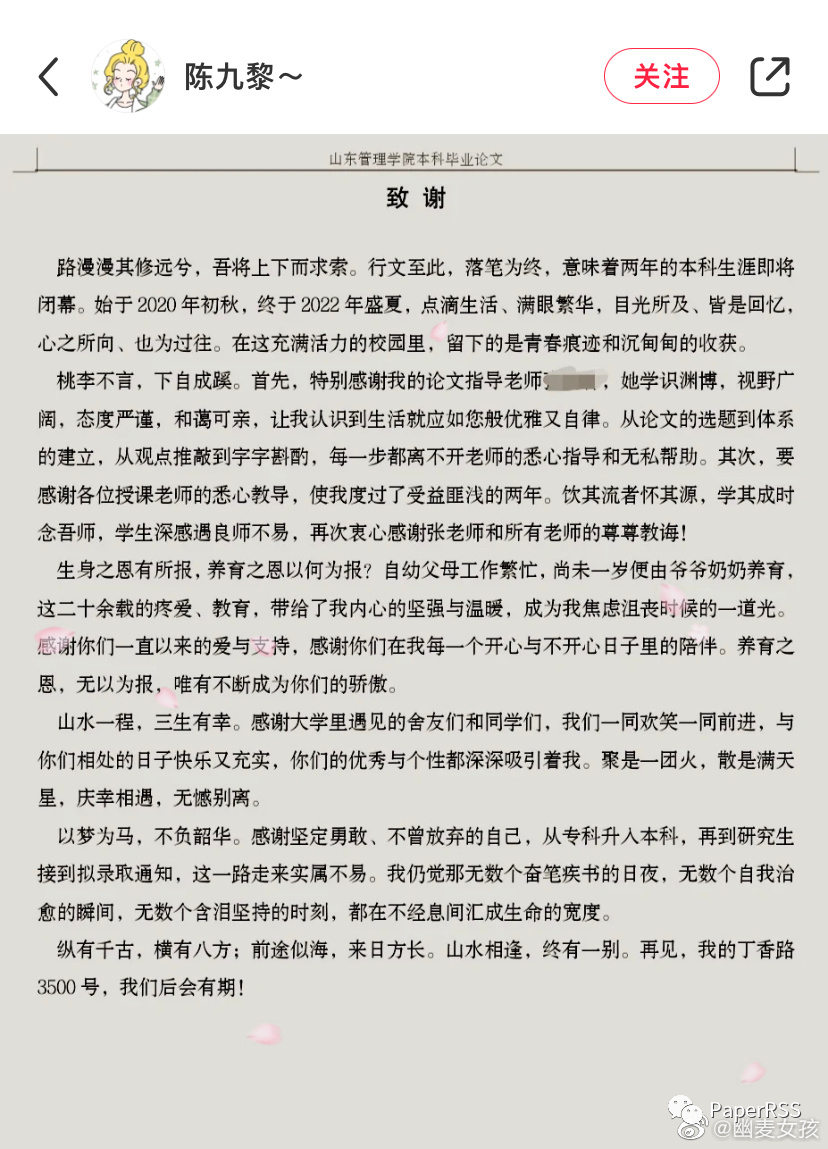 陈九黎～
关注
山东管理学院本科毕业论文
致 谢
路漫漫其修远兮，吾将上下而求索。行文至此，落笔为终，意味着两年的本科生涯即将
闭幕。始于 2020 年初秋，终于 2022 年盛夏，点滴生活、满眼繁华，目光所及、皆是回忆，
心之所向、也为过往。在这充满活力的校园里，留下的是青春痕迹和沉甸甸的收获。
桃李不言，下自成蹊。首先，特别感谢我的论文指导老师，她学识渊博，视野广
阔，态度严谨，和蔼可亲，让我认识到生活就应如您般优雅又自律。从论文的选题到体系
的建立，从观点推敲到字字斟酌，每一步都离不开老师的悉心指导和无私帮助。其次，要
感谢各位授课老师的悉心教导，使我度过了受益匪浅的两年。饮其流者怀其源，学其成时
念吾师，学生深感遇良师不易，再次衷心感谢张老师和所有老师的尊尊教诲！
生身之恩有所报，养育之恩以何为报？自幼父母工作繁忙，尚未一岁便由爷爷奶奶养育，
这二十余载的疼爱、教育，带给了我内心的坚强与温暖，成为我焦虑沮丧时候的一道光。
感谢你们一直以来的爱与支持，感谢你们在我每一个开心与不开心日子里的陪伴。养育之
恩，无以为报，唯有不断成为你们的骄傲。
山水一程，三生有幸。感谢大学里遇见的舍友们和同学们，我们一同欢笑一同前进，与
你们相处的日子快乐又充实，你们的优秀与个性都深深吸引着我。聚是一团火，散是满天
星，庆幸相遇，无憾别离。
以梦为马，不负韶华。感谢坚定勇敢、不曾放弃的自己，从专科升入本科，再到研究生
接到拟录取通知，这一路走来实属不易。我仍觉那无数个奋笔疾书的日夜，无数个自我治
愈的瞬间，无数个含泪坚持的时刻，都在不经息间汇成生命的宽度。
纵有千古，横有八方；前途似海，来日方长。山水相逢，终有一别。再见，我的丁香路
3500 号，我们后会有期！
PaperRSS
@幽麦女孩